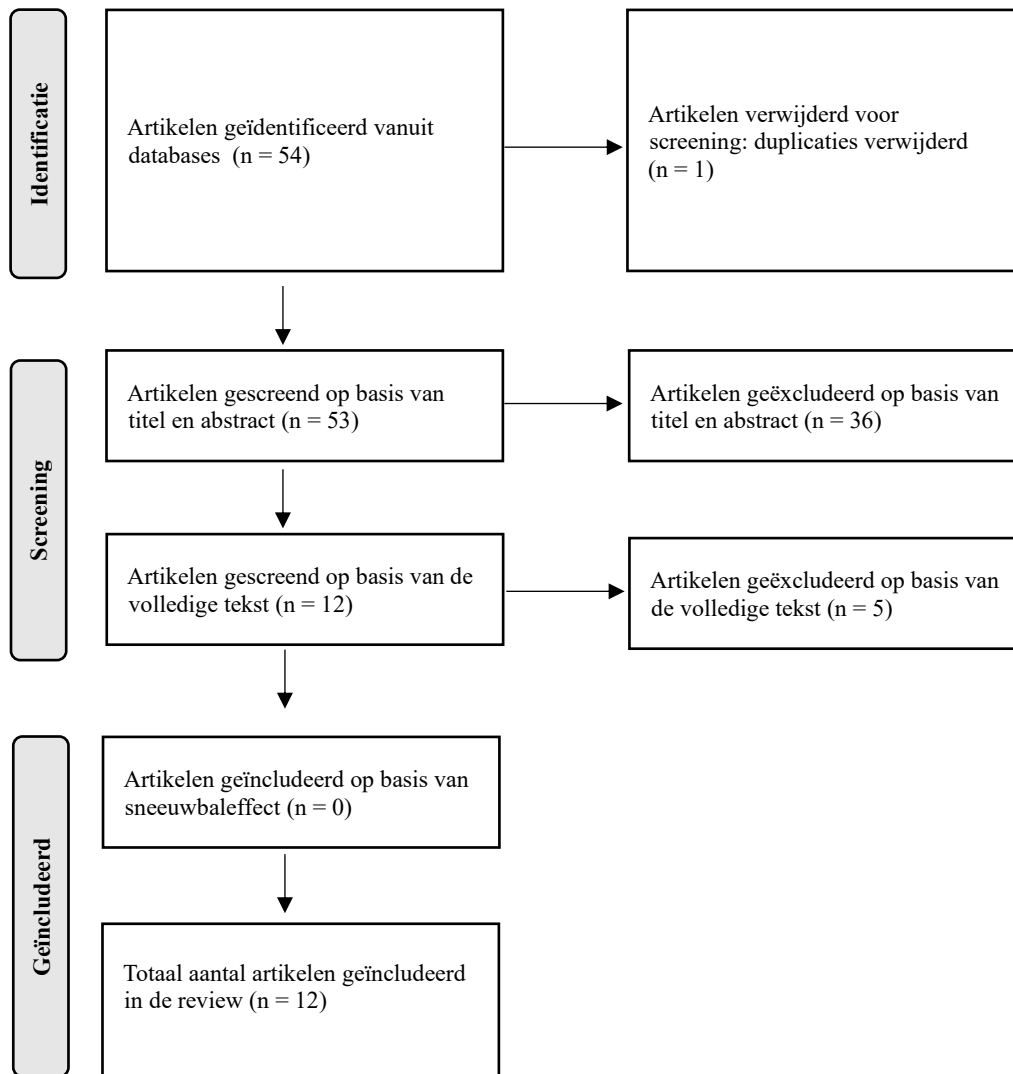 Identificatie
Artikelen geïdentificeerd vanuit
databases (n = 54)
Artikelen verwijderd voor
screening: duplicaties verwijderd
(n = 1)
Screening
Artikelen gescreend op basis van
titel en abstract (n = 53)
Artikelen geëxcludeerd op basis van
titel en abstract (n = 36)
Artikelen gescreend op basis van de
volledige tekst (n = 12)
Artikelen geëxcludeerd op basis van
de volledige tekst (n = 5)
Geïncludeerd
Artikelen geïncludeerd op basis van
sneeuwbaleffect (n = 0)
Totaal aantal artikelen geïncludeerd
in de review (n = 12)